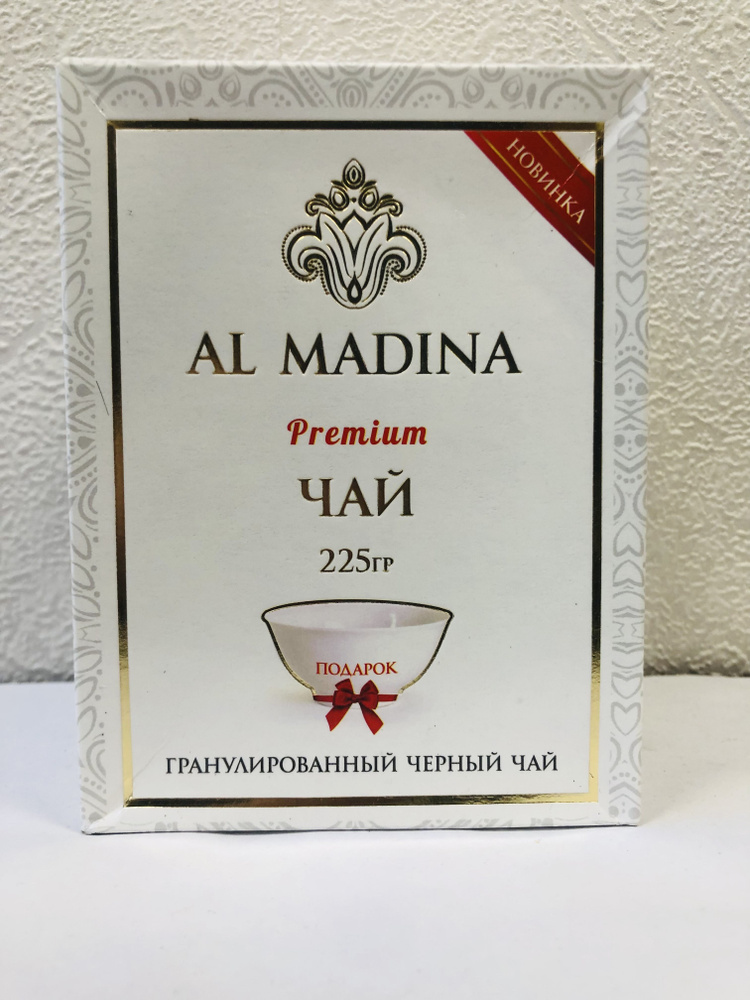 НОВИНКА
AL MADINA
Premium
ЧАЙ
225ГР
ПОДАРОК
ГРАНУЛИРОВАННЫЙ ЧЕРНЫЙ ЧАЙ